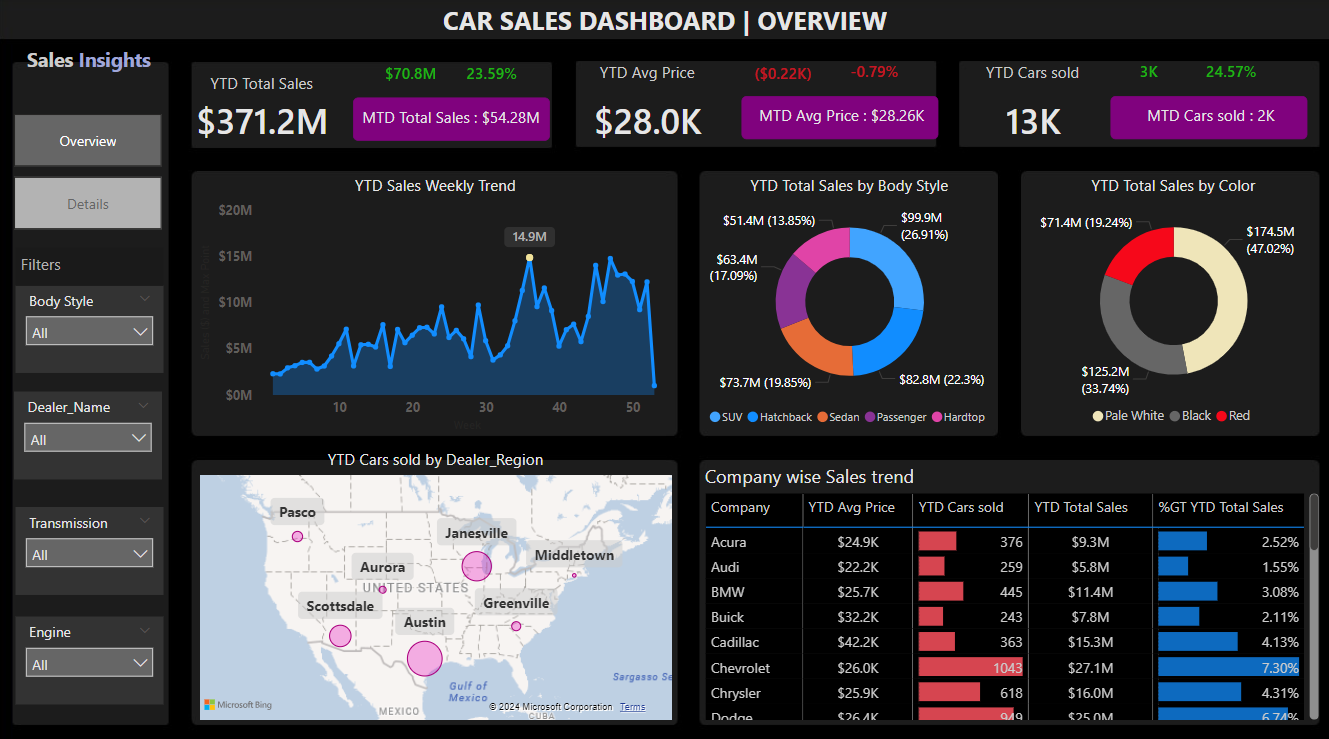 CAR SALES DASHBOARD | OVERVIEW
Sales Insights
Overview
Details
Filters
Body Style
All
Dealer_Name
All
Transmission
All
Engine
All
YTD Total Sales
$70.8M 23.59%
$371.2M
MTD Total Sales : $54.28M
YTD Avg Price
($0.22K) -0.79%
$28.0K
MTD Avg Price : $28.26K
YTD Cars sold
3K 24.57%
13K
MTD Cars sold : 2K
YTD Sales Weekly Trend
$20M
$15M
$10M
$5M
$0M
14.9M
10 20 30 40 50
YTD Total Sales by Body Style
$51.4M (13.85%)
$99.9M
(26.91%)
$63.4M
(17.09%)
$73.7M (19.85%)
$82.8M (22.3%)
SUV Hatchback Sedan Passenger Hardtop
YTD Total Sales by Color
$71.4M (19.24%)
$174.5M
(47.02%)
$125.2M
(33.74%)
Pale White Black Red
YTD Cars sold by Dealer_Region
Pasco
Janesville
Middletown
Aurora
UNITED STATES
Scottsdale
Greenville
Austin
Gulf of
Mexico
Sargasso Se
MEXICO
CUBA
Microsoft Bing
© 2024 Microsoft Corporation Terms
Company wise Sales trend
Company YTD Avg Price YTD Cars sold YTD Total Sales %GT YTD Total Sales
Acura $24.9K 376 $9.3M 2.52%
Audi $22.2K 259 $5.8M 1.55%
BMW $25.7K 445 $11.4M 3.08%
Buick $32.2K 243 $7.8M 2.11%
Cadillac $42.2K 363 $15.3M 4.13%
Chevrolet $26.0K 1043 $27.1M 7.30%
Chrysler $25.9K 618 $16.0M 4.31%
Dodge $26.4K 949 $25.0M 6.74%